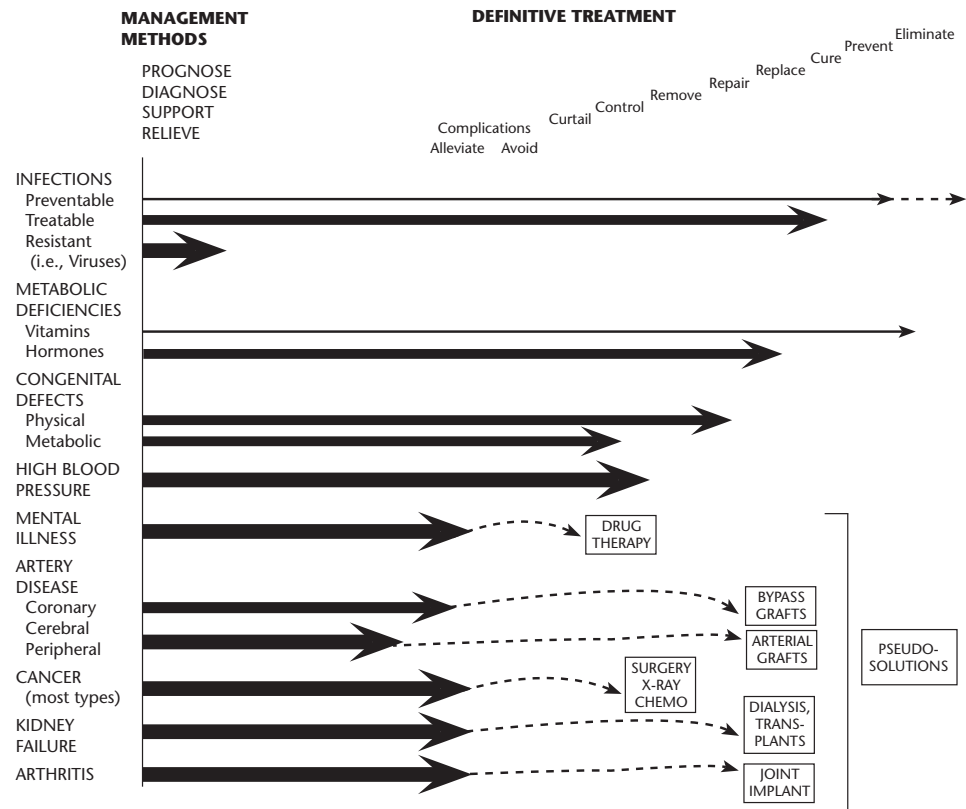 MANAGEMENT
METHODS
DEFINITIVE TREATMENT
PROGNOSE
DIAGNOSE
SUPPORT
RELIEVE
Complications
Alleviate Avoid
Curtail
Control
Remove
Repair
Replace
Cure
Prevent
Eliminate
INFECTIONS
Preventable
Treatable
Resistant
(i.e., Viruses)
METABOLIC
DEFICIENCIES
Vitamins
Hormones
CONGENITAL
DEFECTS
Physical
Metabolic
HIGH BLOOD
PRESSURE
MENTAL
ILLNESS
DRUG
THERAPY
ARTERY
DISEASE
Coronary
Cerebral
Peripheral
BYPASS
GRAFTS
ARTERIAL
GRAFTS
CANCER
(most types)
SURGERY
X-RAY
CHEMO
KIDNEY
FAILURE
DIALYSIS,
TRANS-
PLANTS
ARTHRITIS
JOINT
IMPLANT
PSEUDO-
SOLUTIONS